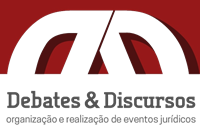 Debates & Discursos
organização e realização de eventos jurídicos